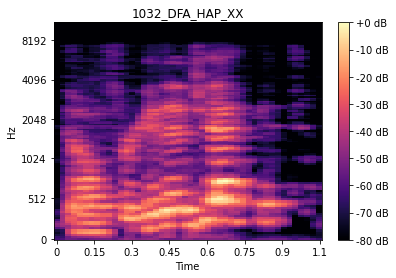 1032_DFA_HAP_XX
+0 dB
8192
-10 dB
4096
-20 dB
-30 dB
2048
Hz
-40 dB
1024
-50 dB
512
-60 dB
-70 dB
0
-80 dB
0 0.15 0.3 0.45 0.6 0.75 0.9 1.1
Time